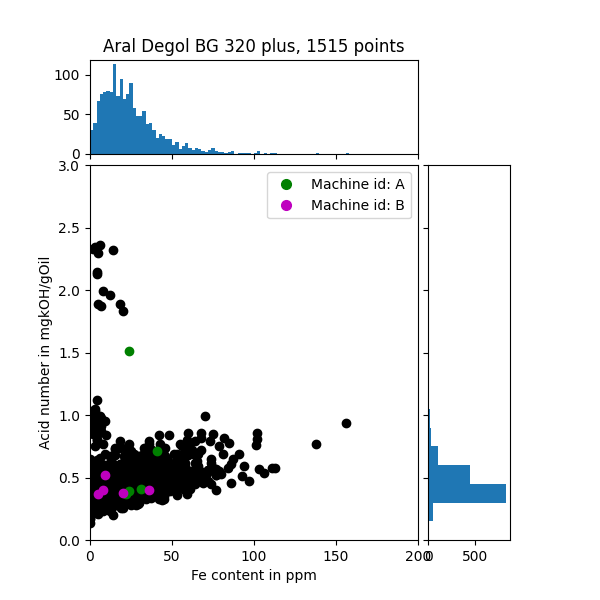 Aral Degol BG 320 plus, 1515 points
100
50
0
3.0
2.5
2.0
1.5
1.0
0.5
0.0
Acid number in mgkOH/gOil
Machine id: A
Machine id: B
0 50 100 150 200
0 500
Fe content in ppm